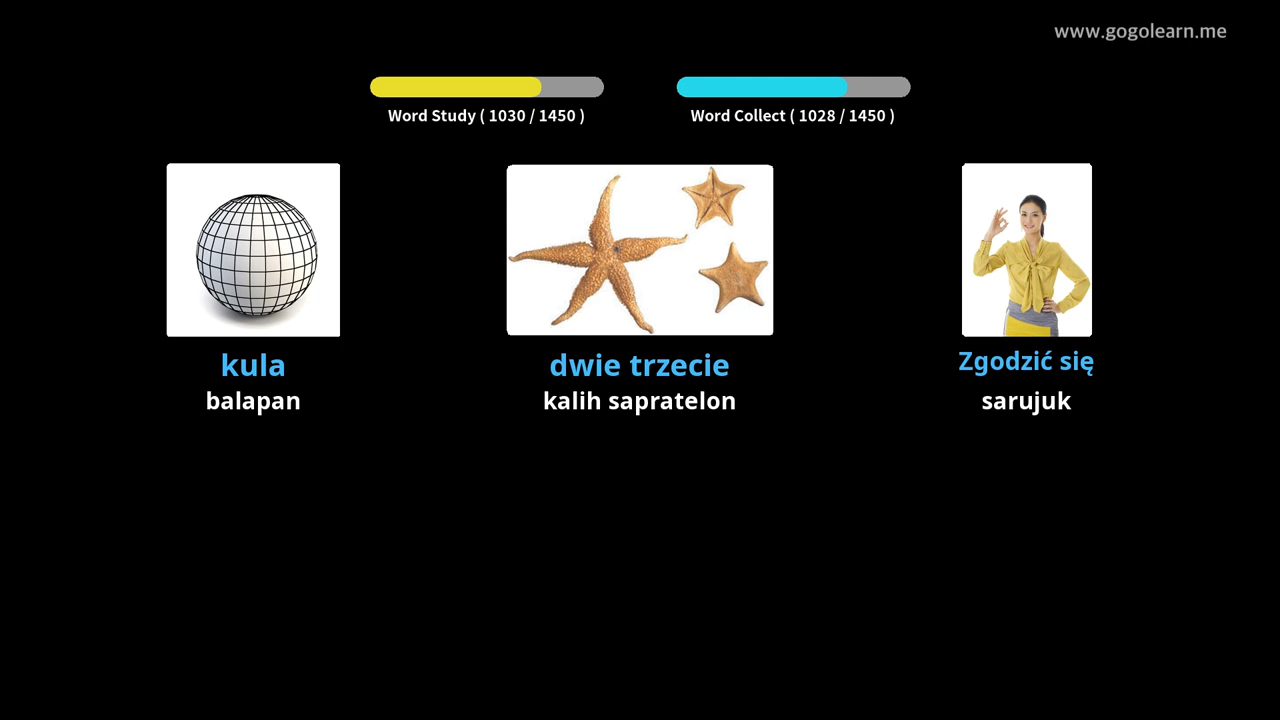 www.gogolearn.me
Word Study ( 1030 / 1450 )
Word Collect ( 1028 / 1450 )
kula
balapan
dwie trzecie
kalih sapratelon
Zgodzić się
sarujuk